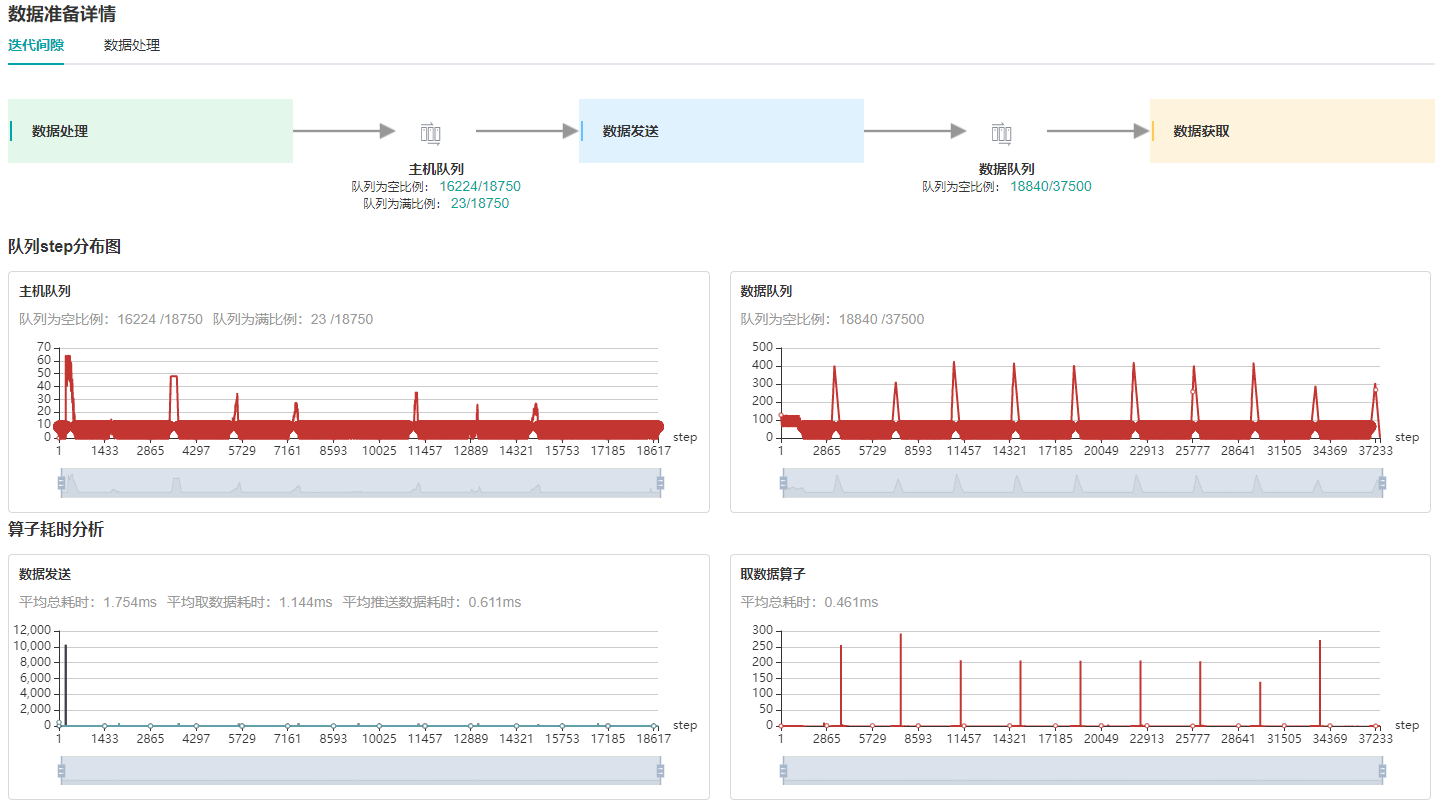 数据准备详情
迭代间隙 数据处理
数据处理 数据发送 数据获取
主机队列 数据队列
队列为空比例： 16224/18750 队列为空比例： 18840/37500
队列为满比例： 23/18750
队列step分布图
主机队列
队列为空比例：16224 /18750 队列为满比例：23 /18750
70
60
50
40
30
20
10
0
1 1433 2865 4297 5729 7161 8593 10025 11457 12889 14321 15753 17185 18617 step
数据队列
队列为空比例：18840 /37500
500
400
300
200
100
0
1 2865 5729 8593 11457 14321 17185 20049 22913 25777 28641 31505 34369 37233 step
算子耗时分析
数据发送
平均总耗时：1.754ms 平均取数据耗时：1.144ms 平均推送数据耗时：0.611ms
12,000
10,000
8,000
6,000
4,000
2,000
0
1 1433 2865 4297 5729 7161 8593 10025 11457 12889 14321 15753 17185 18617 step
取数据算子
平均总耗时：0.461ms
300
250
200
150
100
50
0
1 2865 5729 8593 11457 14321 17185 20049 22913 25777 28641 31505 34369 37233 step